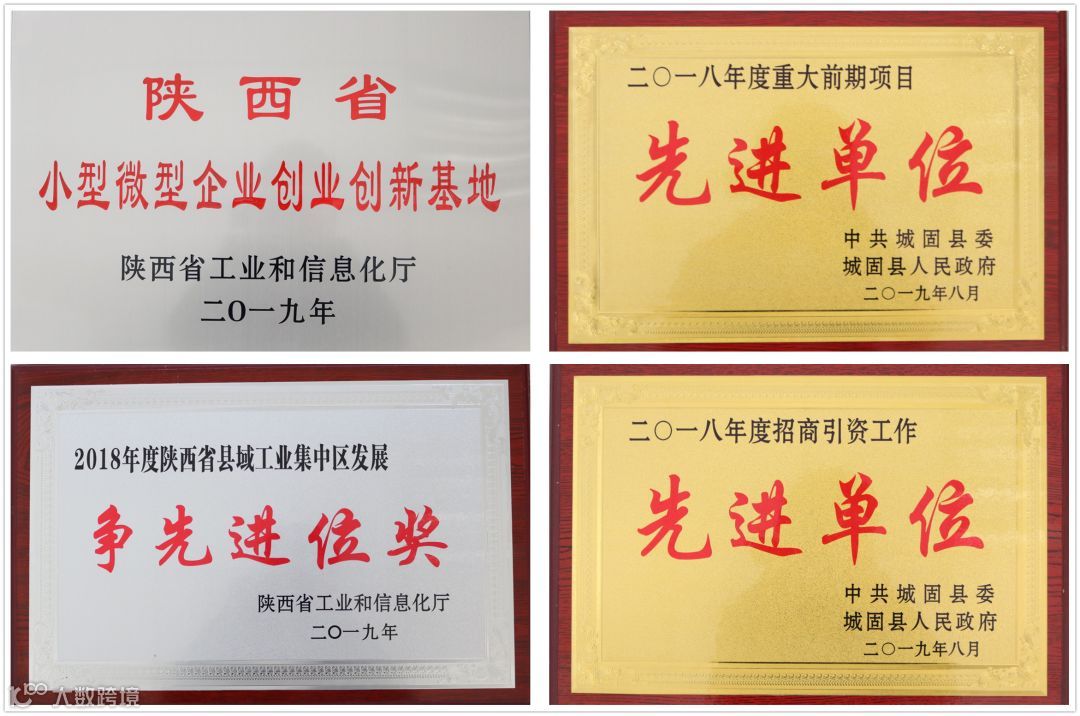 陕西省
小型微型企业创业创新基地
陕西省工业和信息化厅
二〇一九年
二〇一八年度重大前期项目
先进单位
中共城固县委
城固县人民政府
二〇一九年八月
2018年度陕西省县域工业集中区发展
争先进位奖
陕西省工业和信息化厅
二〇一九年
二〇一八年度招商引资工作
先进单位
中共城固县委
城固县人民政府
二〇一九年八月
大数跨境